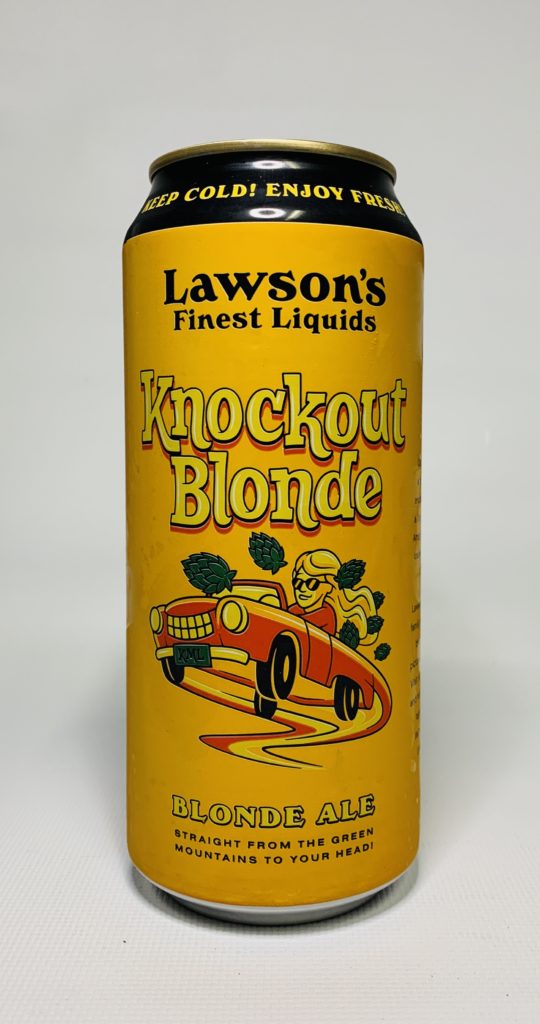 KEEP COLD! ENJOY FRESH!
Lawson's
Finest Liquids
Knockout
Blonde
KML
BLONDE ALE
STRAIGHT FROM THE GREEN
MOUNTAINS TO YOUR HEAD!